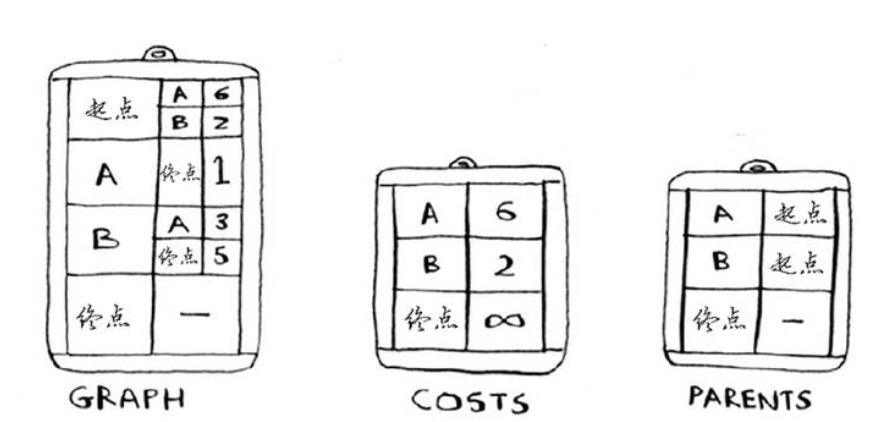 起点 A 6
B 2
A 终点 1
B A 3
终点 5
终点 —
GRAPH
A 6
B 2
终点 ∞
COSTS
A 起点
B 起点
终点 —
PARENTS